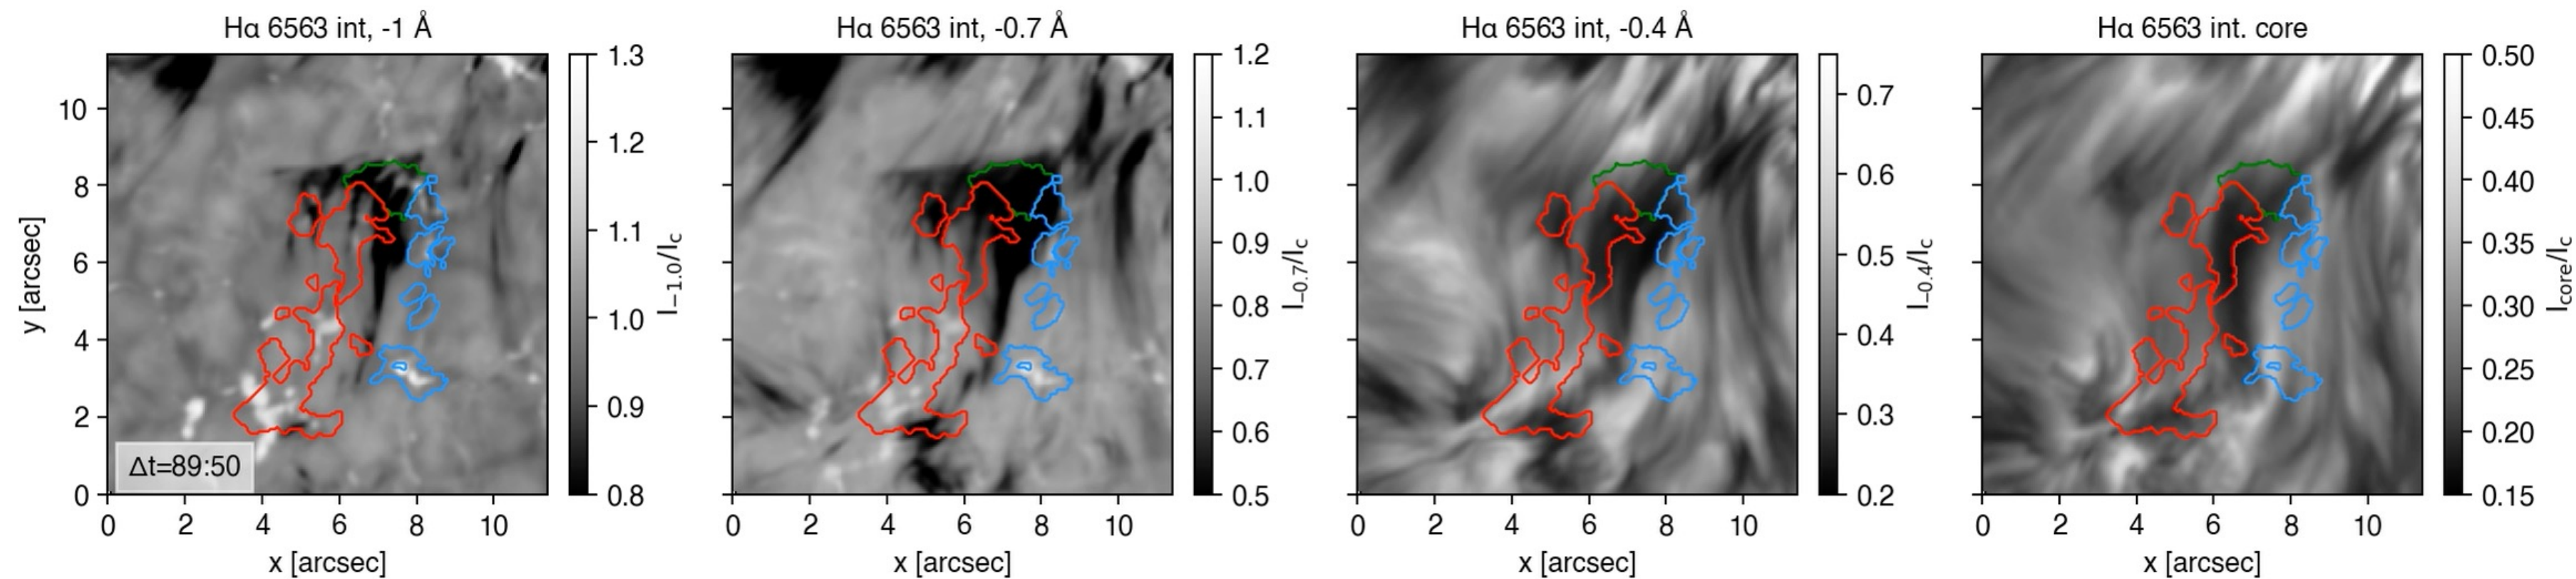 Hα 6563 int, -1 Å
Hα 6563 int, -0.7 Å
Hα 6563 int, -0.4 Å
Hα 6563 int. core
y [arcsec]
10
8
6
4
2
0
Δt=89:50
0 2 4 6 8 10
x [arcsec]
1.3
1.2
1.1
1.0
0.9
0.8
I−1.0/Ic
0 2 4 6 8 10
x [arcsec]
1.2
1.1
1.0
0.9
0.8
0.7
0.6
0.5
I−0.7/Ic
0 2 4 6 8 10
x [arcsec]
0.7
0.6
0.5
0.4
0.3
0.2
I−0.4/Ic
0 2 4 6 8 10
x [arcsec]
0.50
0.45
0.40
0.35
0.30
0.25
0.20
0.15
Icore/Ic